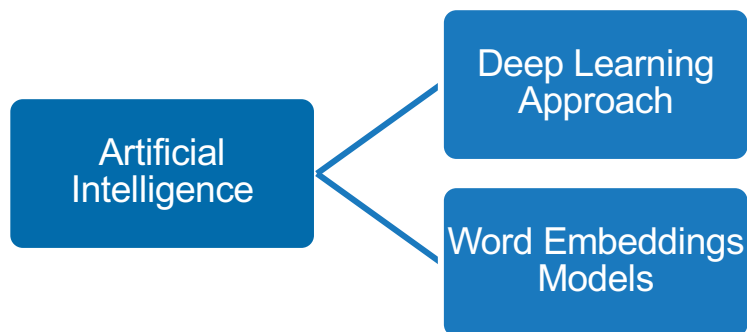 Artificial
Intelligence
Deep Learning
Approach
Word Embeddings
Models